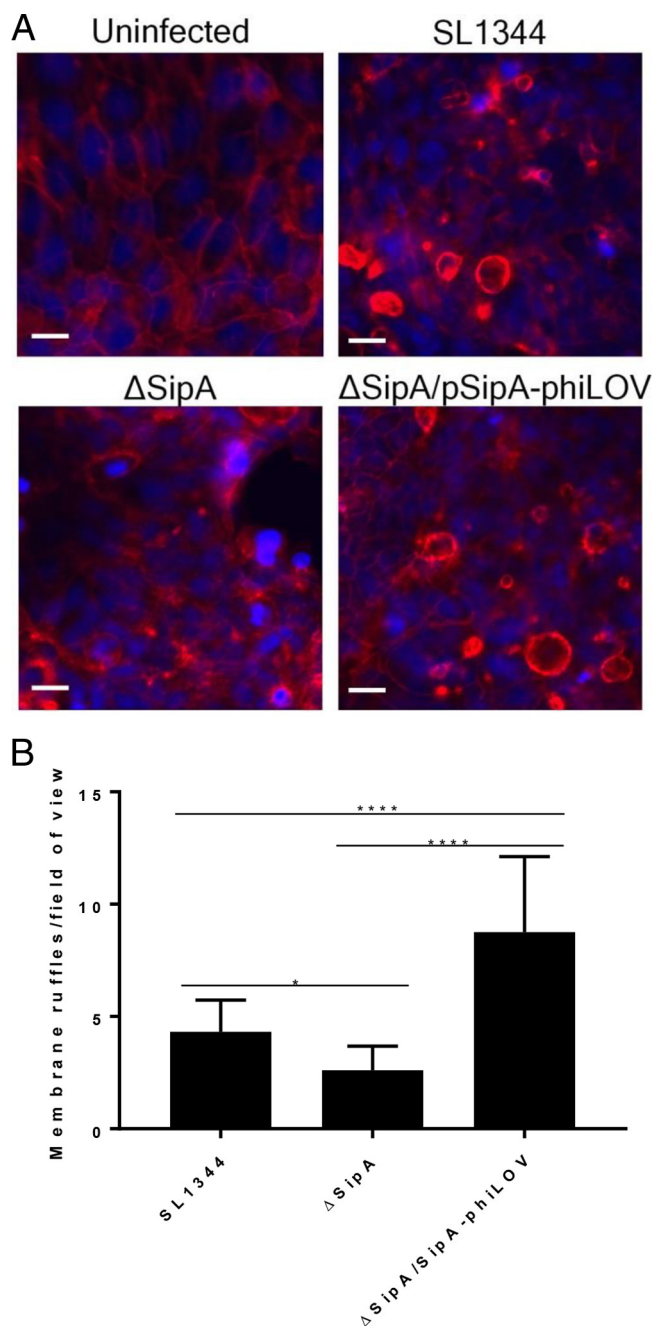 A
Uninfected
SL1344
ΔSipA
ΔSipA/pSipA-phiLOV
B
Membrane ruffles/field of view
15
10
5
0
****
****
*
SL1344
ΔSipA
ΔSipA/SipA-phiLOV